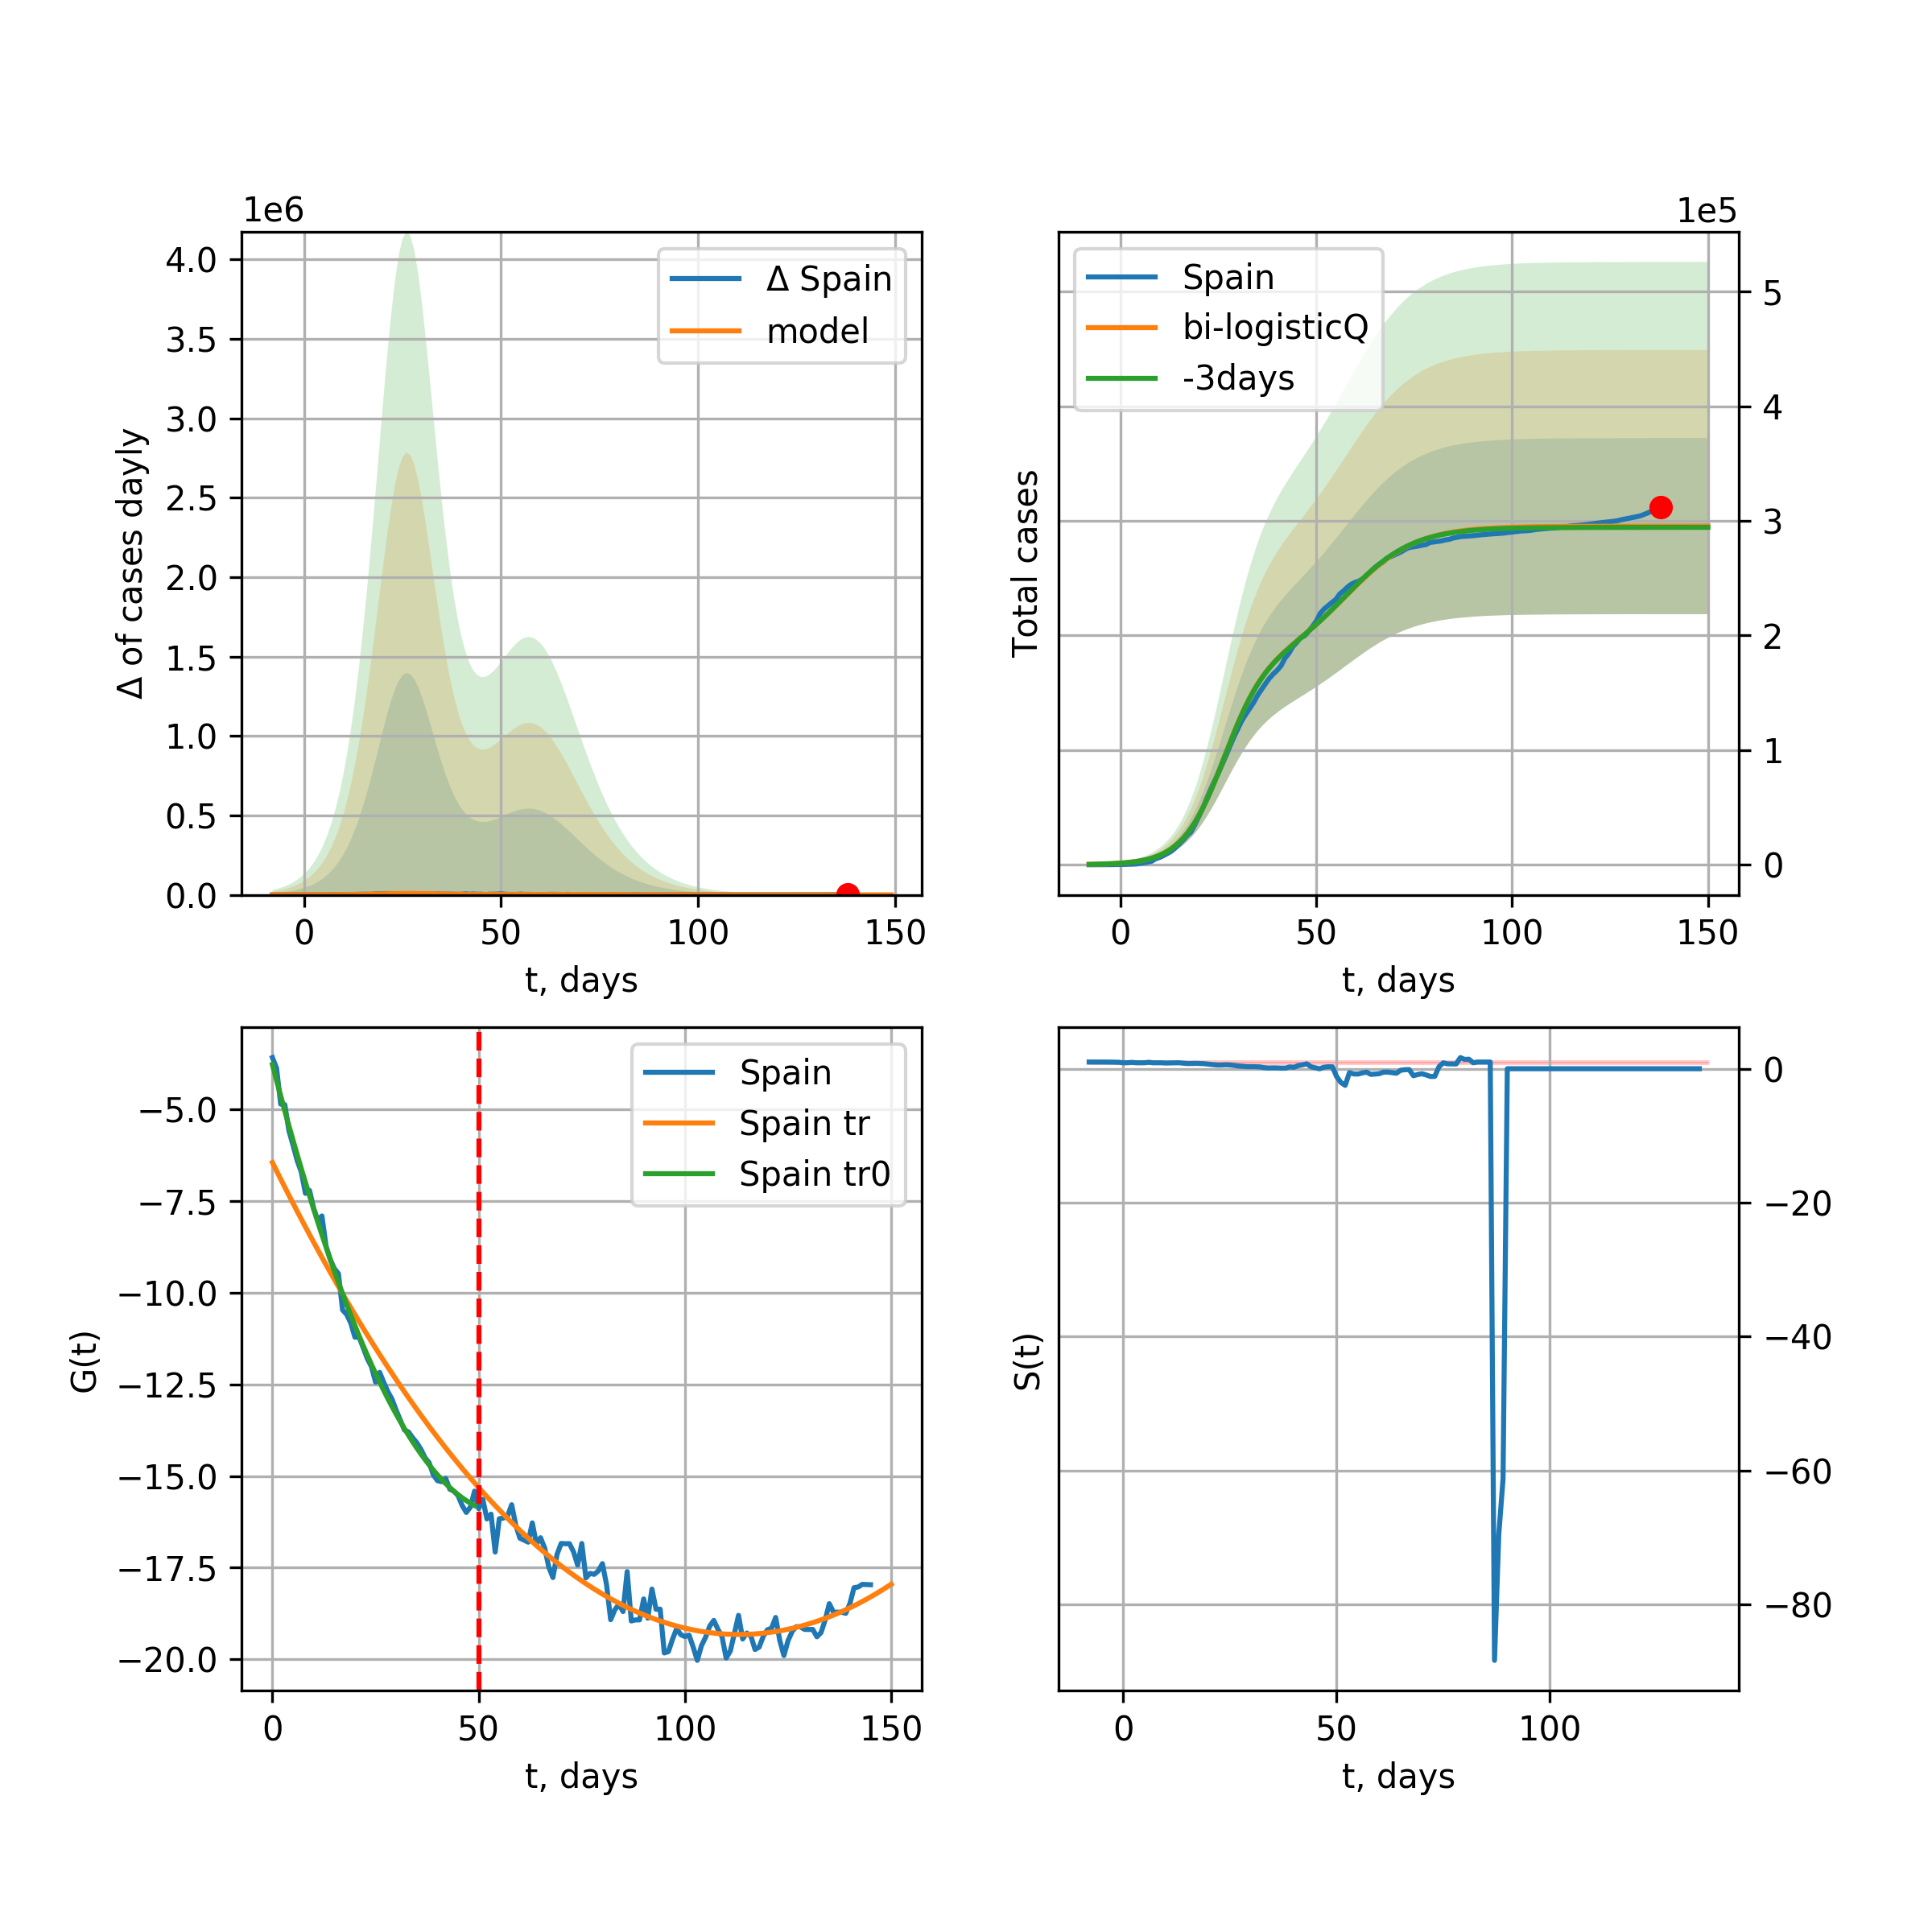 1e6
4.0
3.5
3.0
2.5
2.0
1.5
1.0
0.5
0.0
Δ of cases dayly
Δ Spain
model
0 50 100 150
t, days
1e5
Spain
bi-logisticQ
-3days
5
4
3
2
1
0
Total cases
0 50 100 150
t, days
−5.0
−7.5
−10.0
−12.5
−15.0
−17.5
−20.0
G(t)
Spain
Spain tr
Spain tr0
0 50 100 150
t, days
0
−20
−40
−60
−80
S(t)
0 50 100
t, days